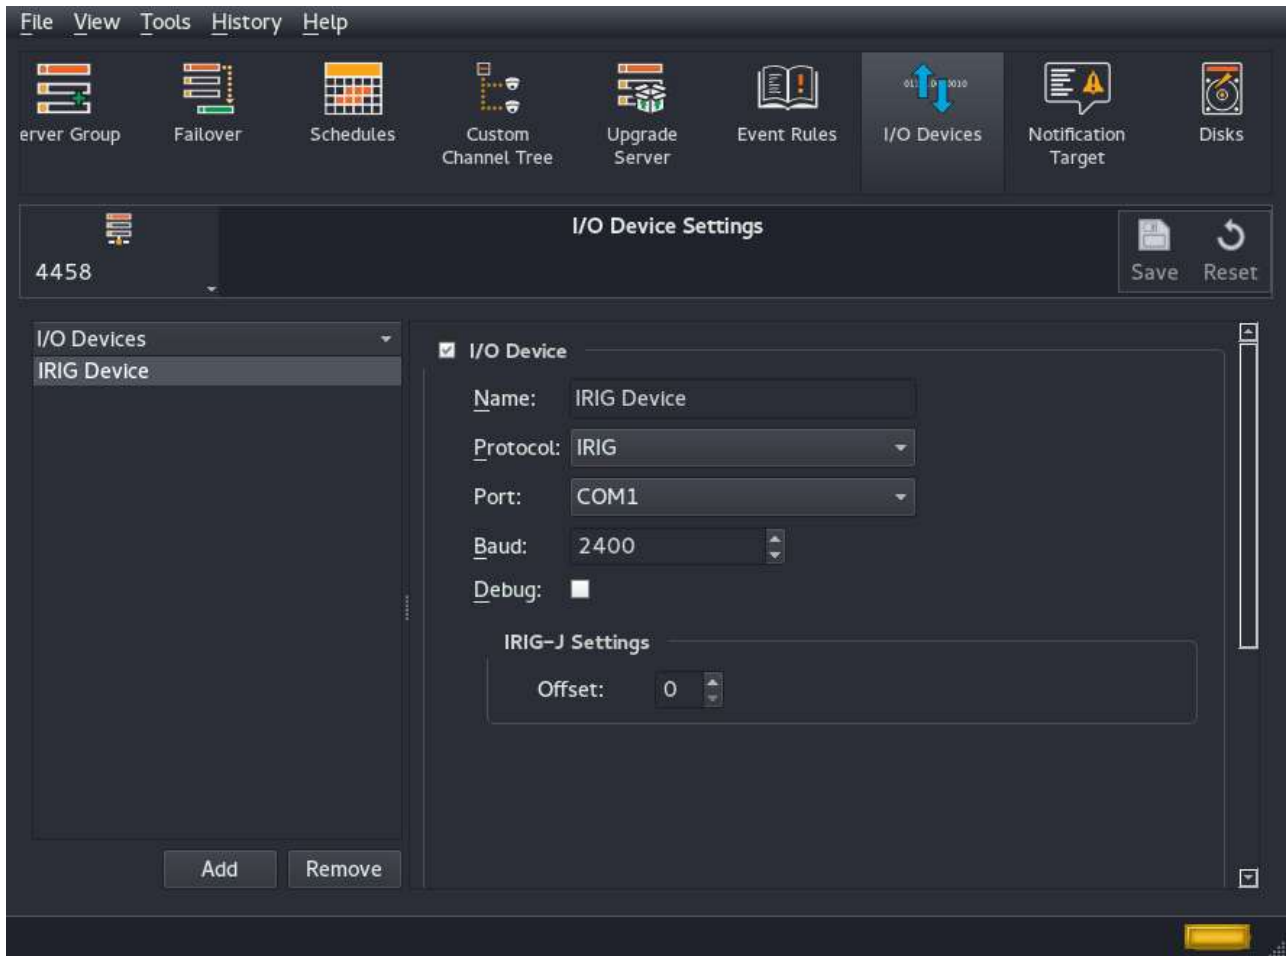 File View Tools History Help
erver Group
Failover
Schedules
Custom
Channel Tree
Upgrade
Server
Event Rules
I/O Devices
Notification
Target
Disks
4458
I/O Device Settings
Save
Reset
I/O Devices
IRIG Device
I/O Device
Name: IRIG Device
Protocol: IRIG
Port: COM1
Baud: 2400
Debug:
IRIG-J Settings
Offset: 0
Add
Remove